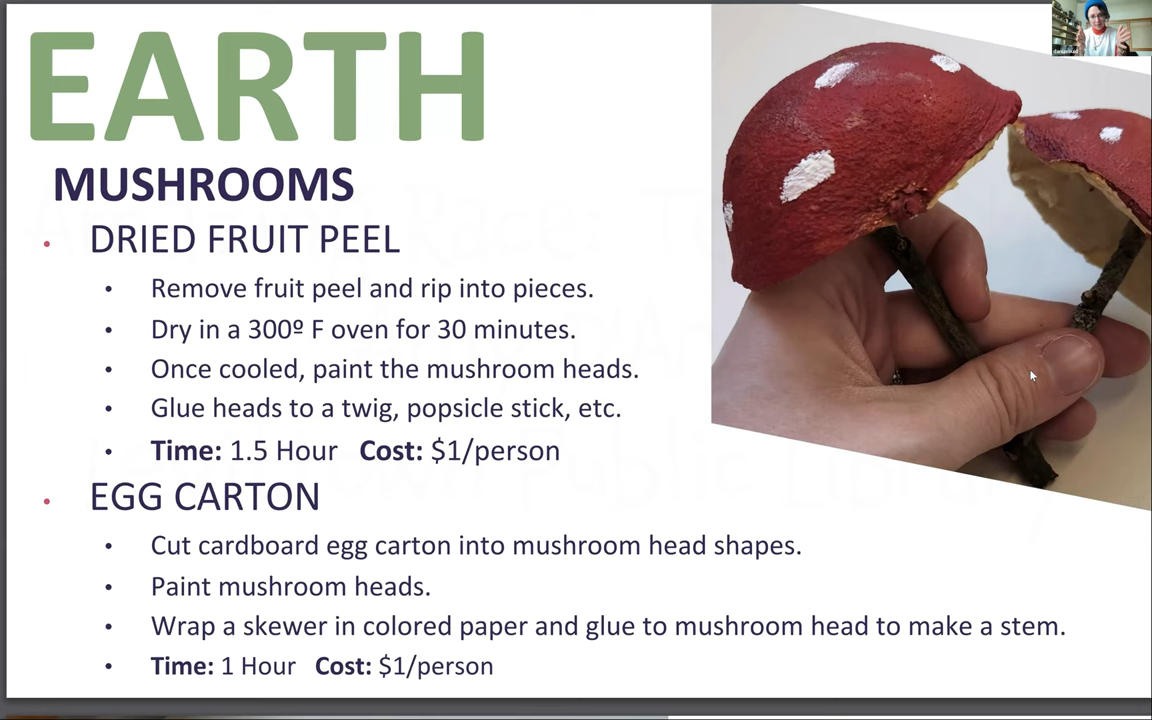 EARTH
MUSHROOMS
• DRIED FRUIT PEEL
• Remove fruit peel and rip into pieces.
• Dry in a 300º F oven for 30 minutes.
• Once cooled, paint the mushroom heads.
• Glue heads to a twig, popsicle stick, etc.
• Time: 1.5 Hour Cost: $1/person
• EGG CARTON
• Cut cardboard egg carton into mushroom head shapes.
• Paint mushroom heads.
• Wrap a skewer in colored paper and glue to mushroom head to make a stem.
• Time: 1 Hour Cost: $1/person